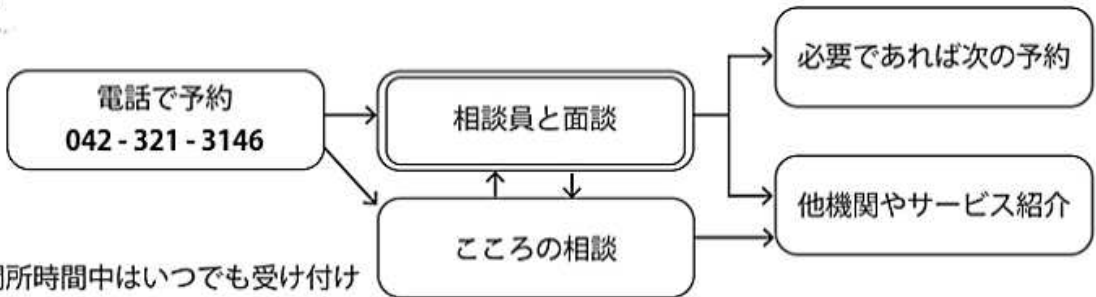 電話で予約
042 - 321 - 3146
相談員と面談
こころの相談
必要であれば次の予約
他機関やサービス紹介
所時間中はいつでも受け付け